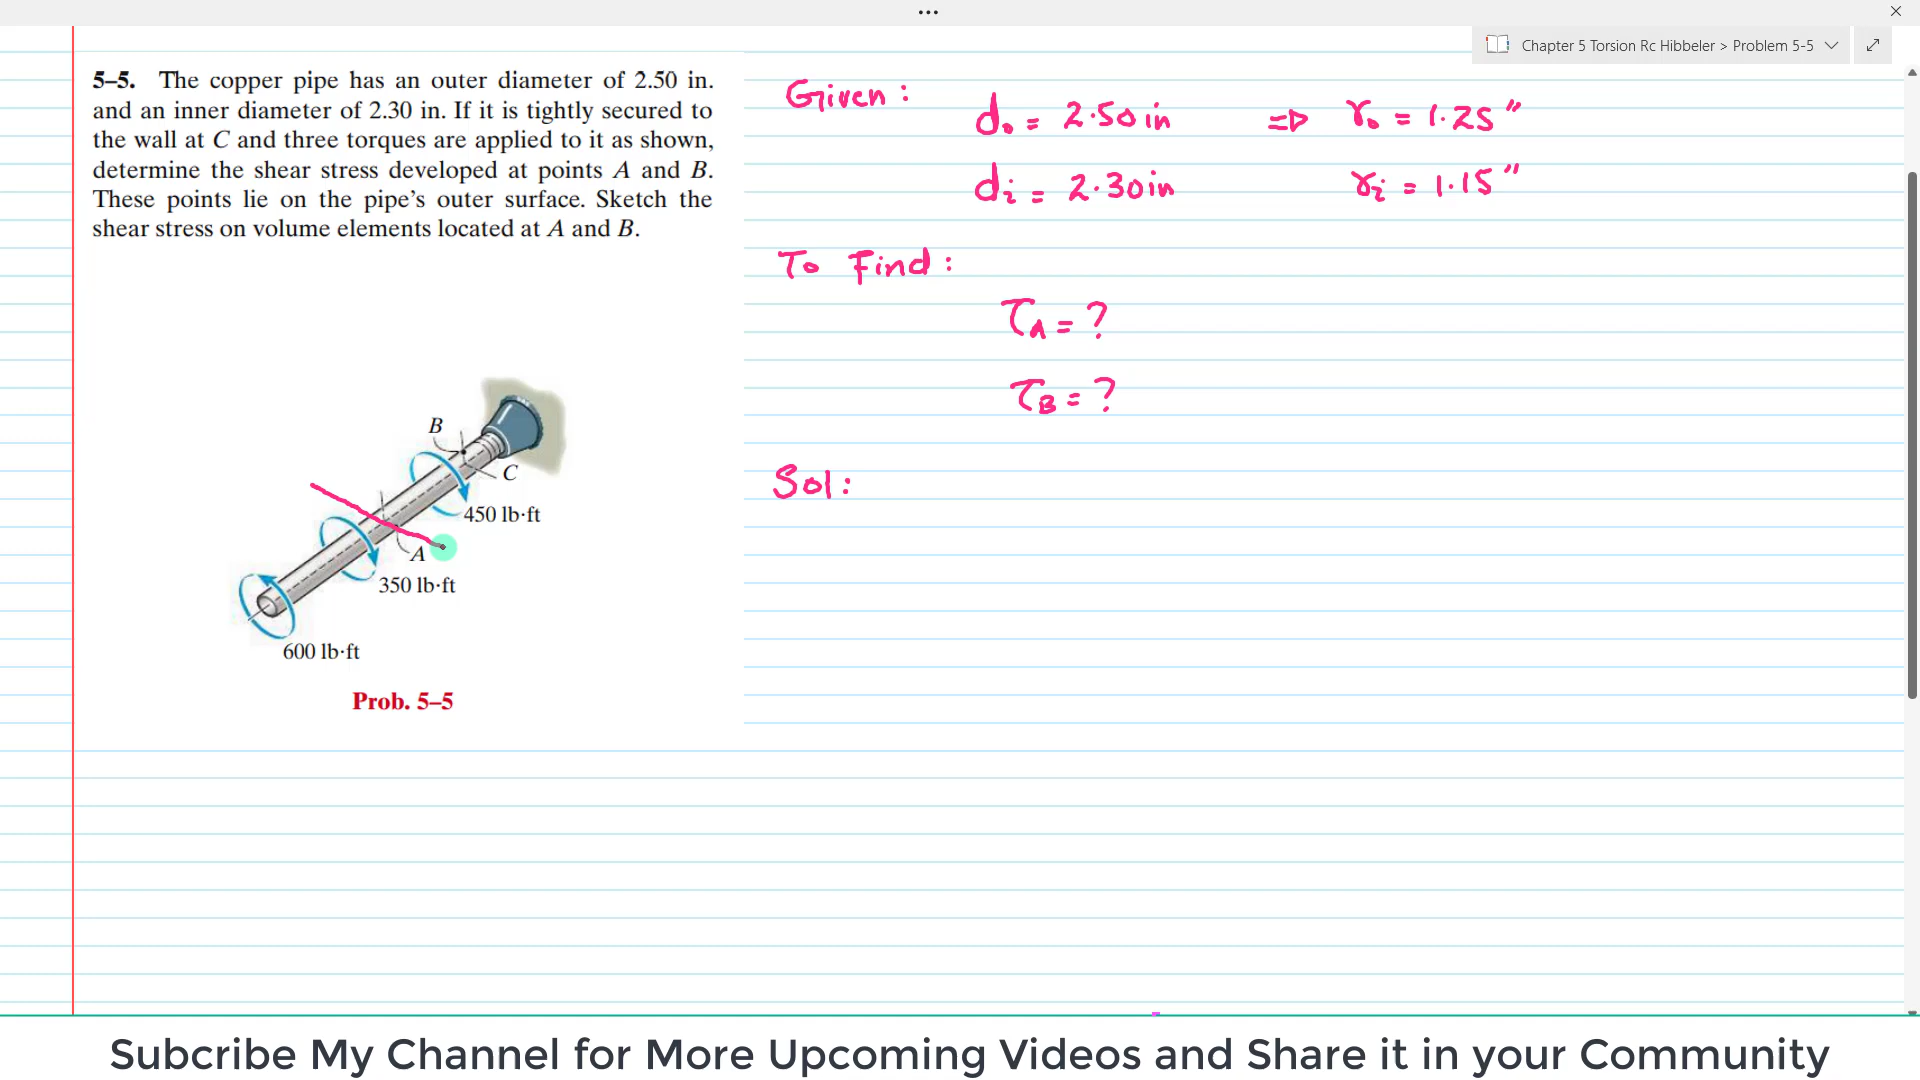 ...
Chapter 5 Torsion Rc Hibbeler > Problem 5-5
5–5. The copper pipe has an outer diameter of 2.50 in.
and an inner diameter of 2.30 in. If it is tightly secured to
the wall at C and three torques are applied to it as shown,
determine the shear stress developed at points A and B.
These points lie on the pipe's outer surface. Sketch the
shear stress on volume elements located at A and B.
B
C
450 lb·ft
A
350 lb·ft
600 lb·ft
Prob. 5–5
Given :
do = 2.50 in => ro = 1.25"
di = 2.30 in ri = 1.15"
To Find :
τA = ?
τB = ?
Sol :
Subcribe My Channel for More Upcoming Videos and Share it in your Community